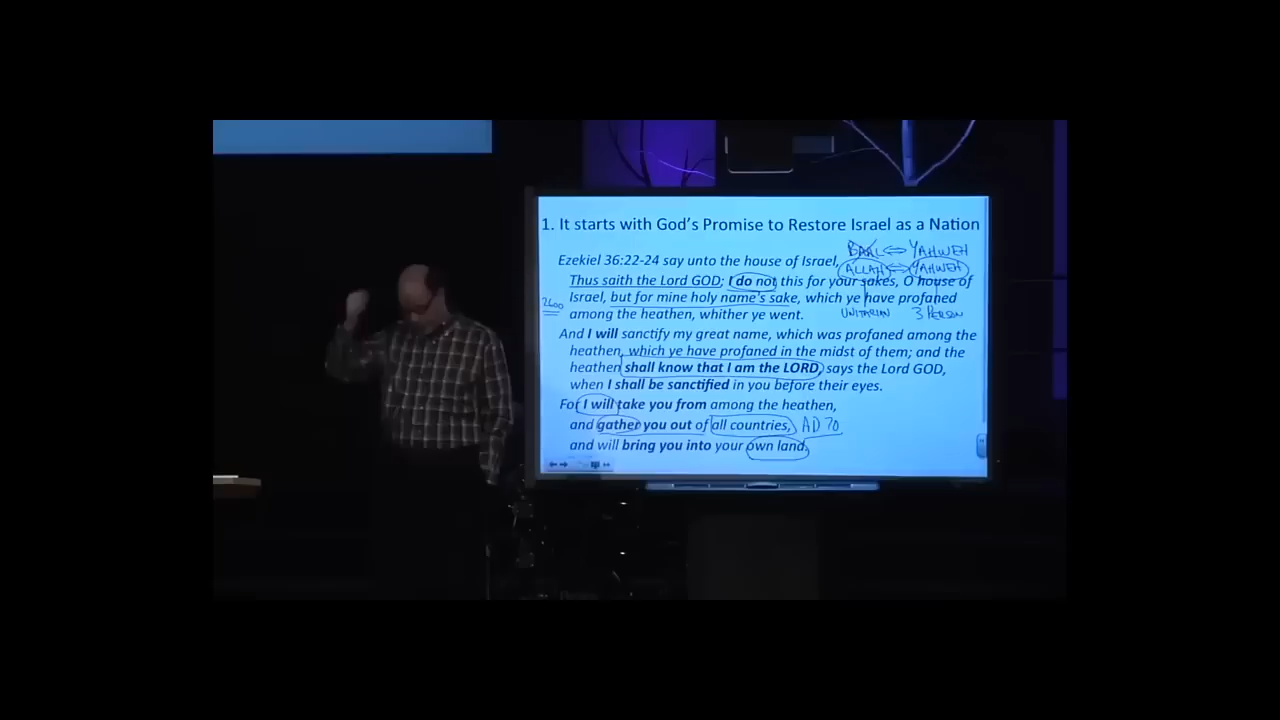 1. It starts with God's Promise to Restore Israel as a Nation
BAAL ⇔ YAHWEH
Ezekiel 36:22-24 say unto the house of Israel,
ALLAH ⇔ YAHWEH
Thus saith the Lord GOD; I do not this for your sakes, O house of
2600
Israel, but for mine holy name's sake, which ye have profaned
among the heathen, whither ye went.
UNITARIAN 3 PERSON
And I will sanctify my great name, which was profaned among the
heathen, which ye have profaned in the midst of them; and the
heathen shall know that I am the LORD, says the Lord GOD,
when I shall be sanctified in you before their eyes.
For I will take you from among the heathen,
and gather you out of all countries, AD 70
and will bring you into your own land.